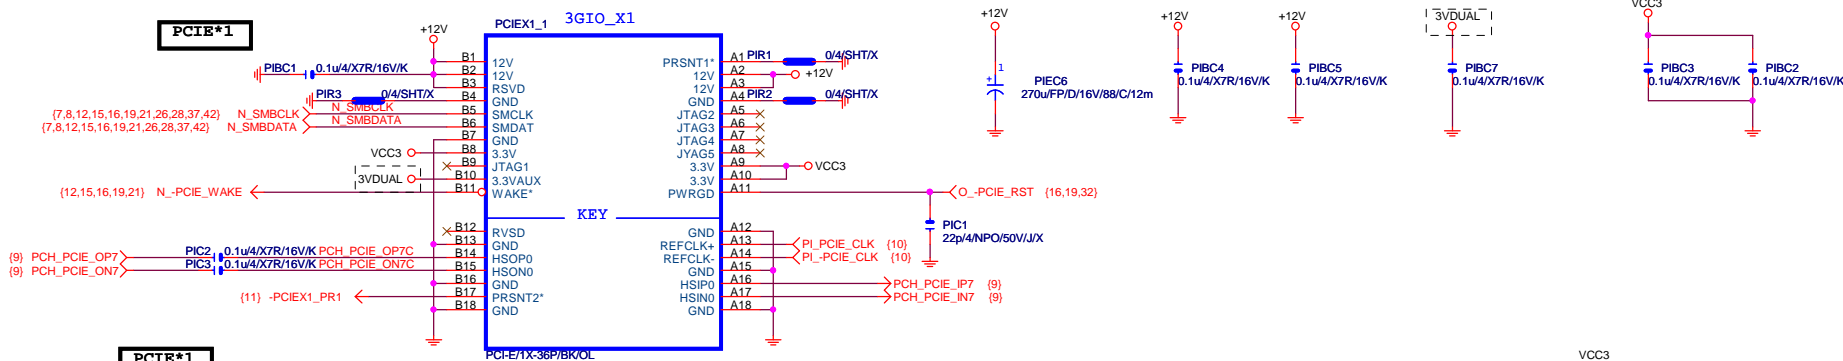 PCIE*1
PCIEX1_1
3GIO_X1
+12V
+12V
+12V
+12V
3VDUAL
VCC3
PIBC1 0.1u/4/X7R/16V/K
PIR3 0/4/SHT/X
{7,8,12,15,16,19,21,26,28,37,42} N_SMBCLK N_SMBCLK
{7,8,12,15,16,19,21,26,28,37,42} N_SMBDATA N_SMBDATA
VCC3
3VDUAL
{12,15,16,19,21} N_-PCIE_WAKE
{9} PCH_PCIE_OP7 PIC2 0.1u/4/X7R/16V/K PCH_PCIE_OP7C
{9} PCH_PCIE_ON7 PIC3 0.1u/4/X7R/16V/K PCH_PCIE_ON7C
{11} -PCIEX1_PR1
B1 12V
B2 12V
B3 RSVD
B4 GND
B5 SMCLK
B6 SMDAT
B7 GND
B8 3.3V
B9 JTAG1
B10 3.3VAUX
B11 WAKE*
KEY
B12 RVSD
B13 GND
B14 HSOP0
B15 HSON0
B16 GND
B17 PRSNT2*
B18 GND
PRSNT1* A1 PIR1 0/4/SHT/X
12V A2 +12V
12V A3
GND A4 PIR2 0/4/SHT/X
JTAG2 A5
JTAG3 A6
JTAG4 A7
JYAG5 A8
3.3V A9 VCC3
3.3V A10
PWRGD A11 O_-PCIE_RST {16,19,32}
PIC1
22p/4/NPO/50V/J/X
GND A12
REFCLK+ A13 PI_PCIE_CLK {10}
REFCLK- A14 PI_-PCIE_CLK {10}
GND A15
HSIP0 A16 PCH_PCIE_IP7 {9}
HSIN0 A17 PCH_PCIE_IN7 {9}
GND A18
PCI-E/1X-36P/BK/OL
+ 1
PIEC6
270u/FP/D/16V/88/C/12m
PIBC4
0.1u/4/X7R/16V/K
PIBC5
0.1u/4/X7R/16V/K
PIBC7
0.1u/4/X7R/16V/K
PIBC3
0.1u/4/X7R/16V/K
PIBC2
0.1u/4/X7R/16V/K
PCIE*1
VCC3